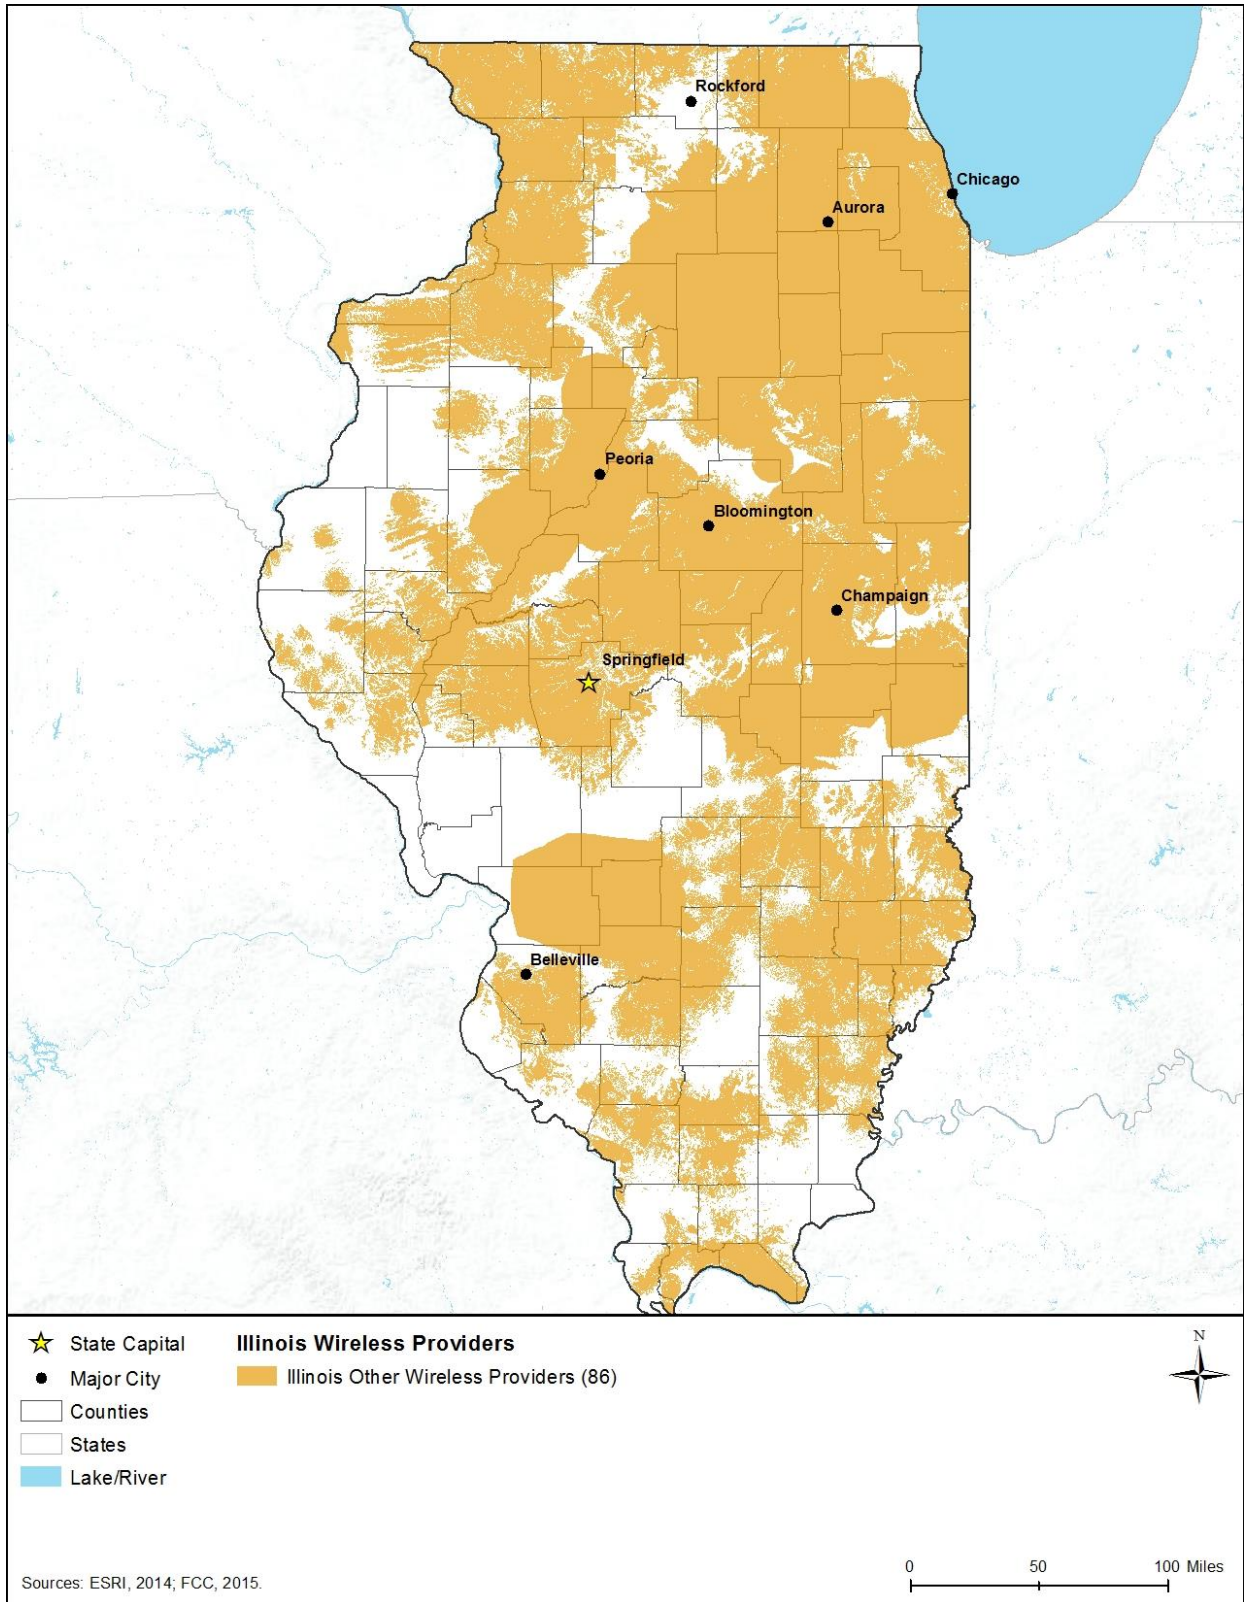 Rockford
Chicago
Aurora
Peoria
Bloomington
Champaign
Springfield
Belleville
State Capital
Major City
Counties
States
Lake/River
Illinois Wireless Providers
Illinois Other Wireless Providers (86)
N
0 50 100 Miles
Sources: ESRI, 2014; FCC, 2015.